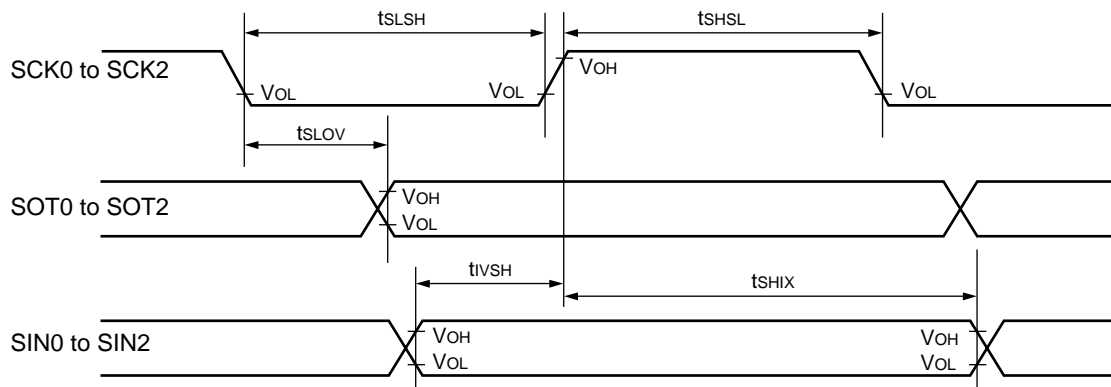 tSLSH tSHSL
SCK0 to SCK2 VOH
VOL VOL VOL
tSLOV
SOT0 to SOT2 VOH
VOL
tIVSH tSHIX
SIN0 to SIN2 VOH VOH
VOL VOL